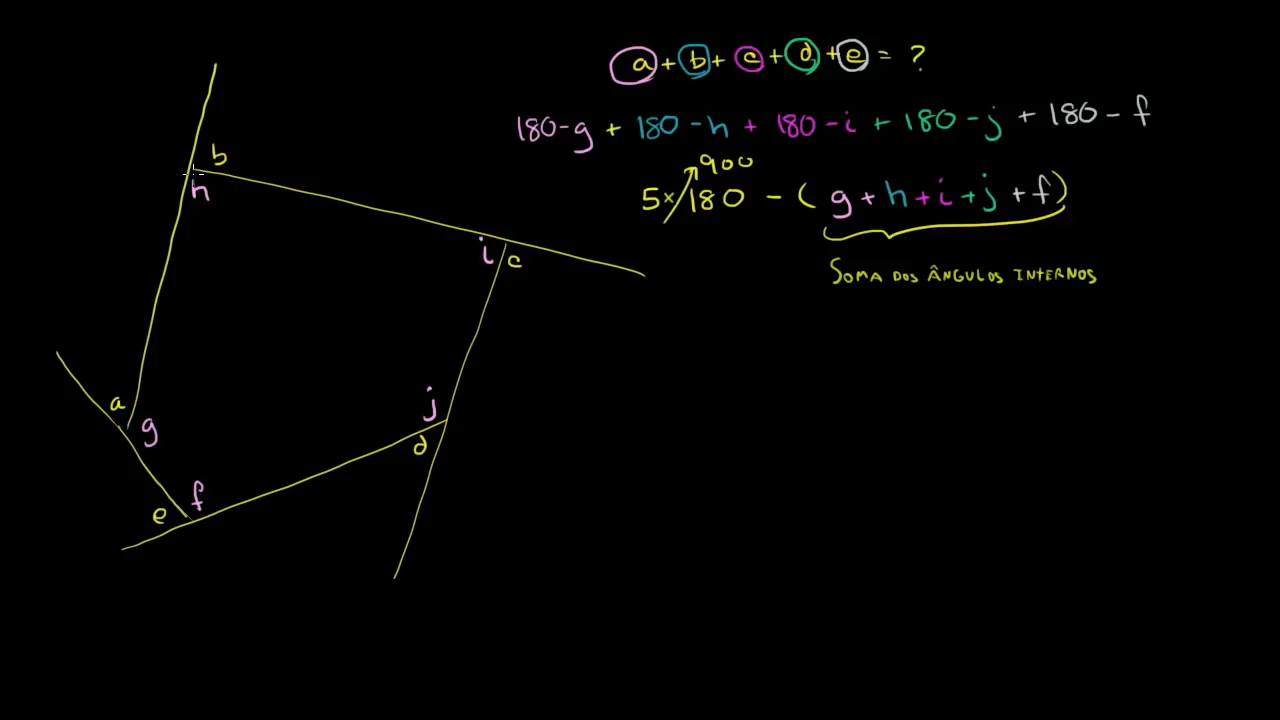 a + b + c + d + e = ?
180 - g + 180 - h + 180 - i + 180 - j + 180 - f
900
5 × 180 - ( g + h + i + j + f )
SOMA DOS ÂNGULOS INTERNOS
b
h
i c
a
g
j
d
f
e